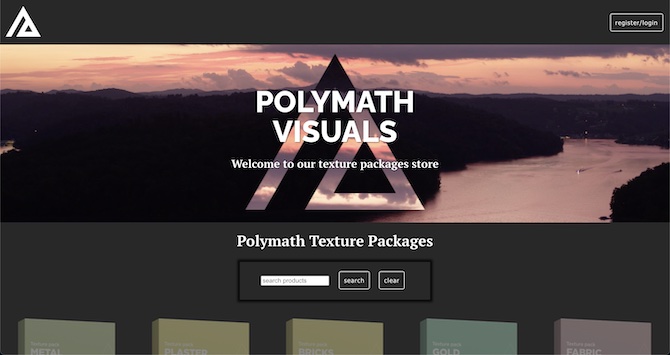 register/login
POLYMATH
VISUALS
Welcome to our texture packages store
Polymath Texture Packages
search products
search
clear
Texture pack
METAL
Texture pack
PLASTER
Texture pack
BRICKS
Texture pack
GOLD
Texture pack
FABRIC